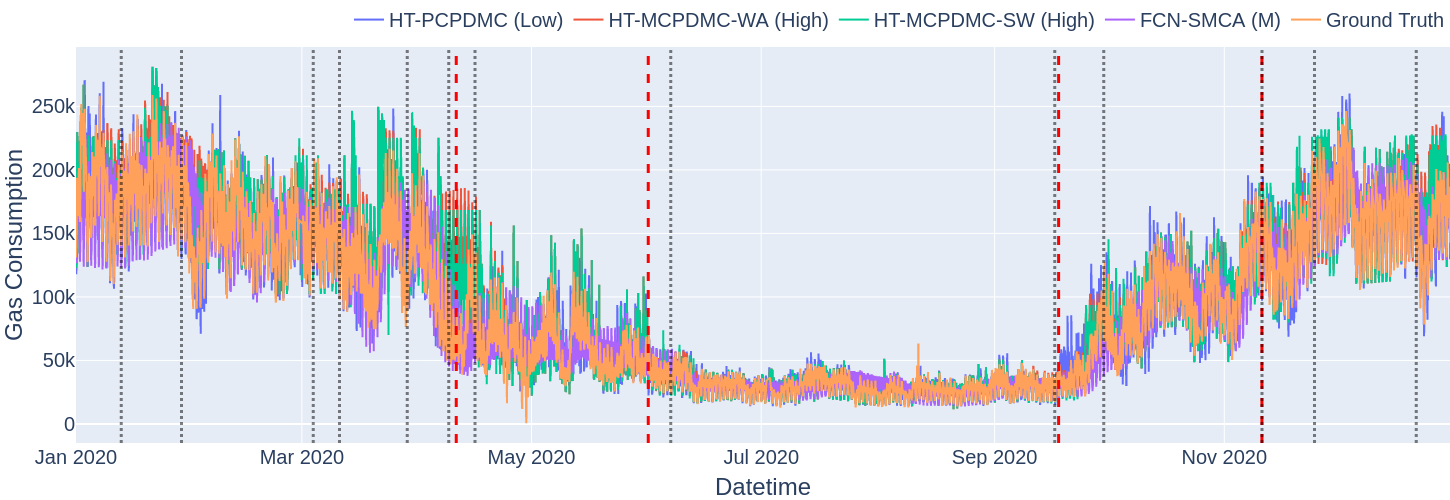 HT-PCPDMC (Low) HT-MCPDMC-WA (High) HT-MCPDMC-SW (High) FCN-SMCA (M) Ground Truth
Gas Consumption
250k
200k
150k
100k
50k
0
Jan 2020 Mar 2020 May 2020 Jul 2020 Sep 2020 Nov 2020
Datetime